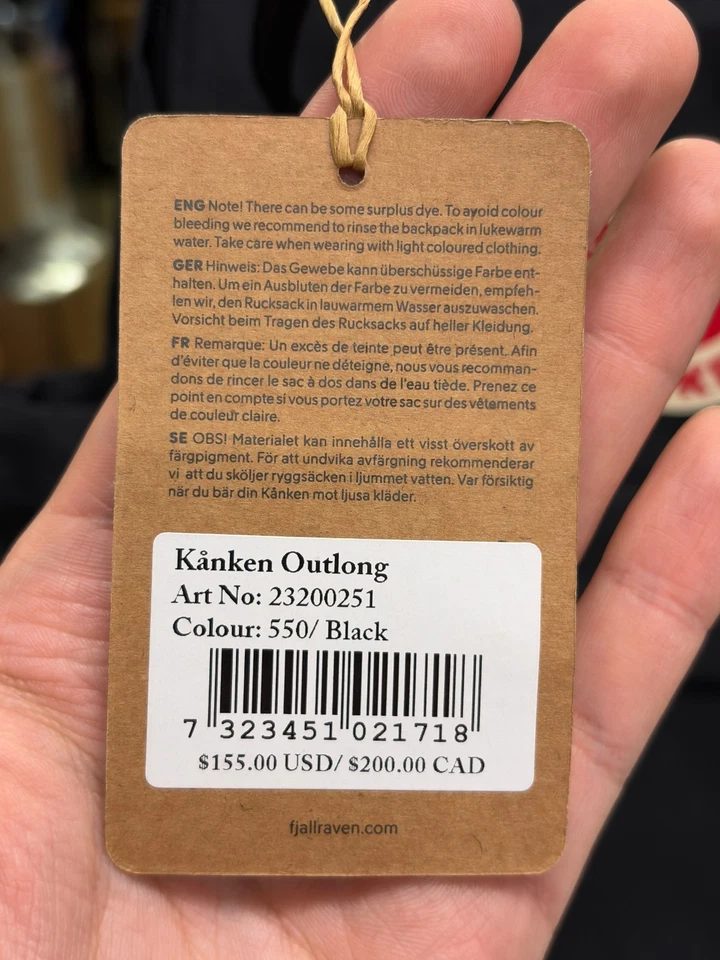 ENG Note! There can be some surplus dye. To avoid colour
bleeding we recommend to rinse the backpack in lukewarm
water. Take care when wearing with light coloured clothing.
GER Hinweis: Das Gewebe kann überschüssige Farbe ent-
halten. Um ein Ausbluten der Farbe zu vermeiden, empfeh-
len wir, den Rucksack in lauwarmem Wasser auszuwaschen.
Vorsicht beim Tragen des Rucksacks auf heller Kleidung.
FR Remarque: Un excès de teinte peut être présent. Afin
d'éviter que la couleur ne déteigne, nous vous recomman-
dons de rincer le sac à dos dans de l'eau tiède. Prenez ce
point en compte si vous portez votre sac sur des vêtements
de couleur claire.
SE OBS! Materialet kan innehålla ett visst överskott av
färgpigment. För att undvika avfärgning rekommenderar
vi att du sköljer ryggsäcken i ljummet vatten. Var försiktig
när du bär din Kånken mot ljusa kläder.
Kånken Outlong
Art No: 23200251
Colour: 550/ Black
7 323451 021718
$155.00 USD/ $200.00 CAD
fjallraven.com